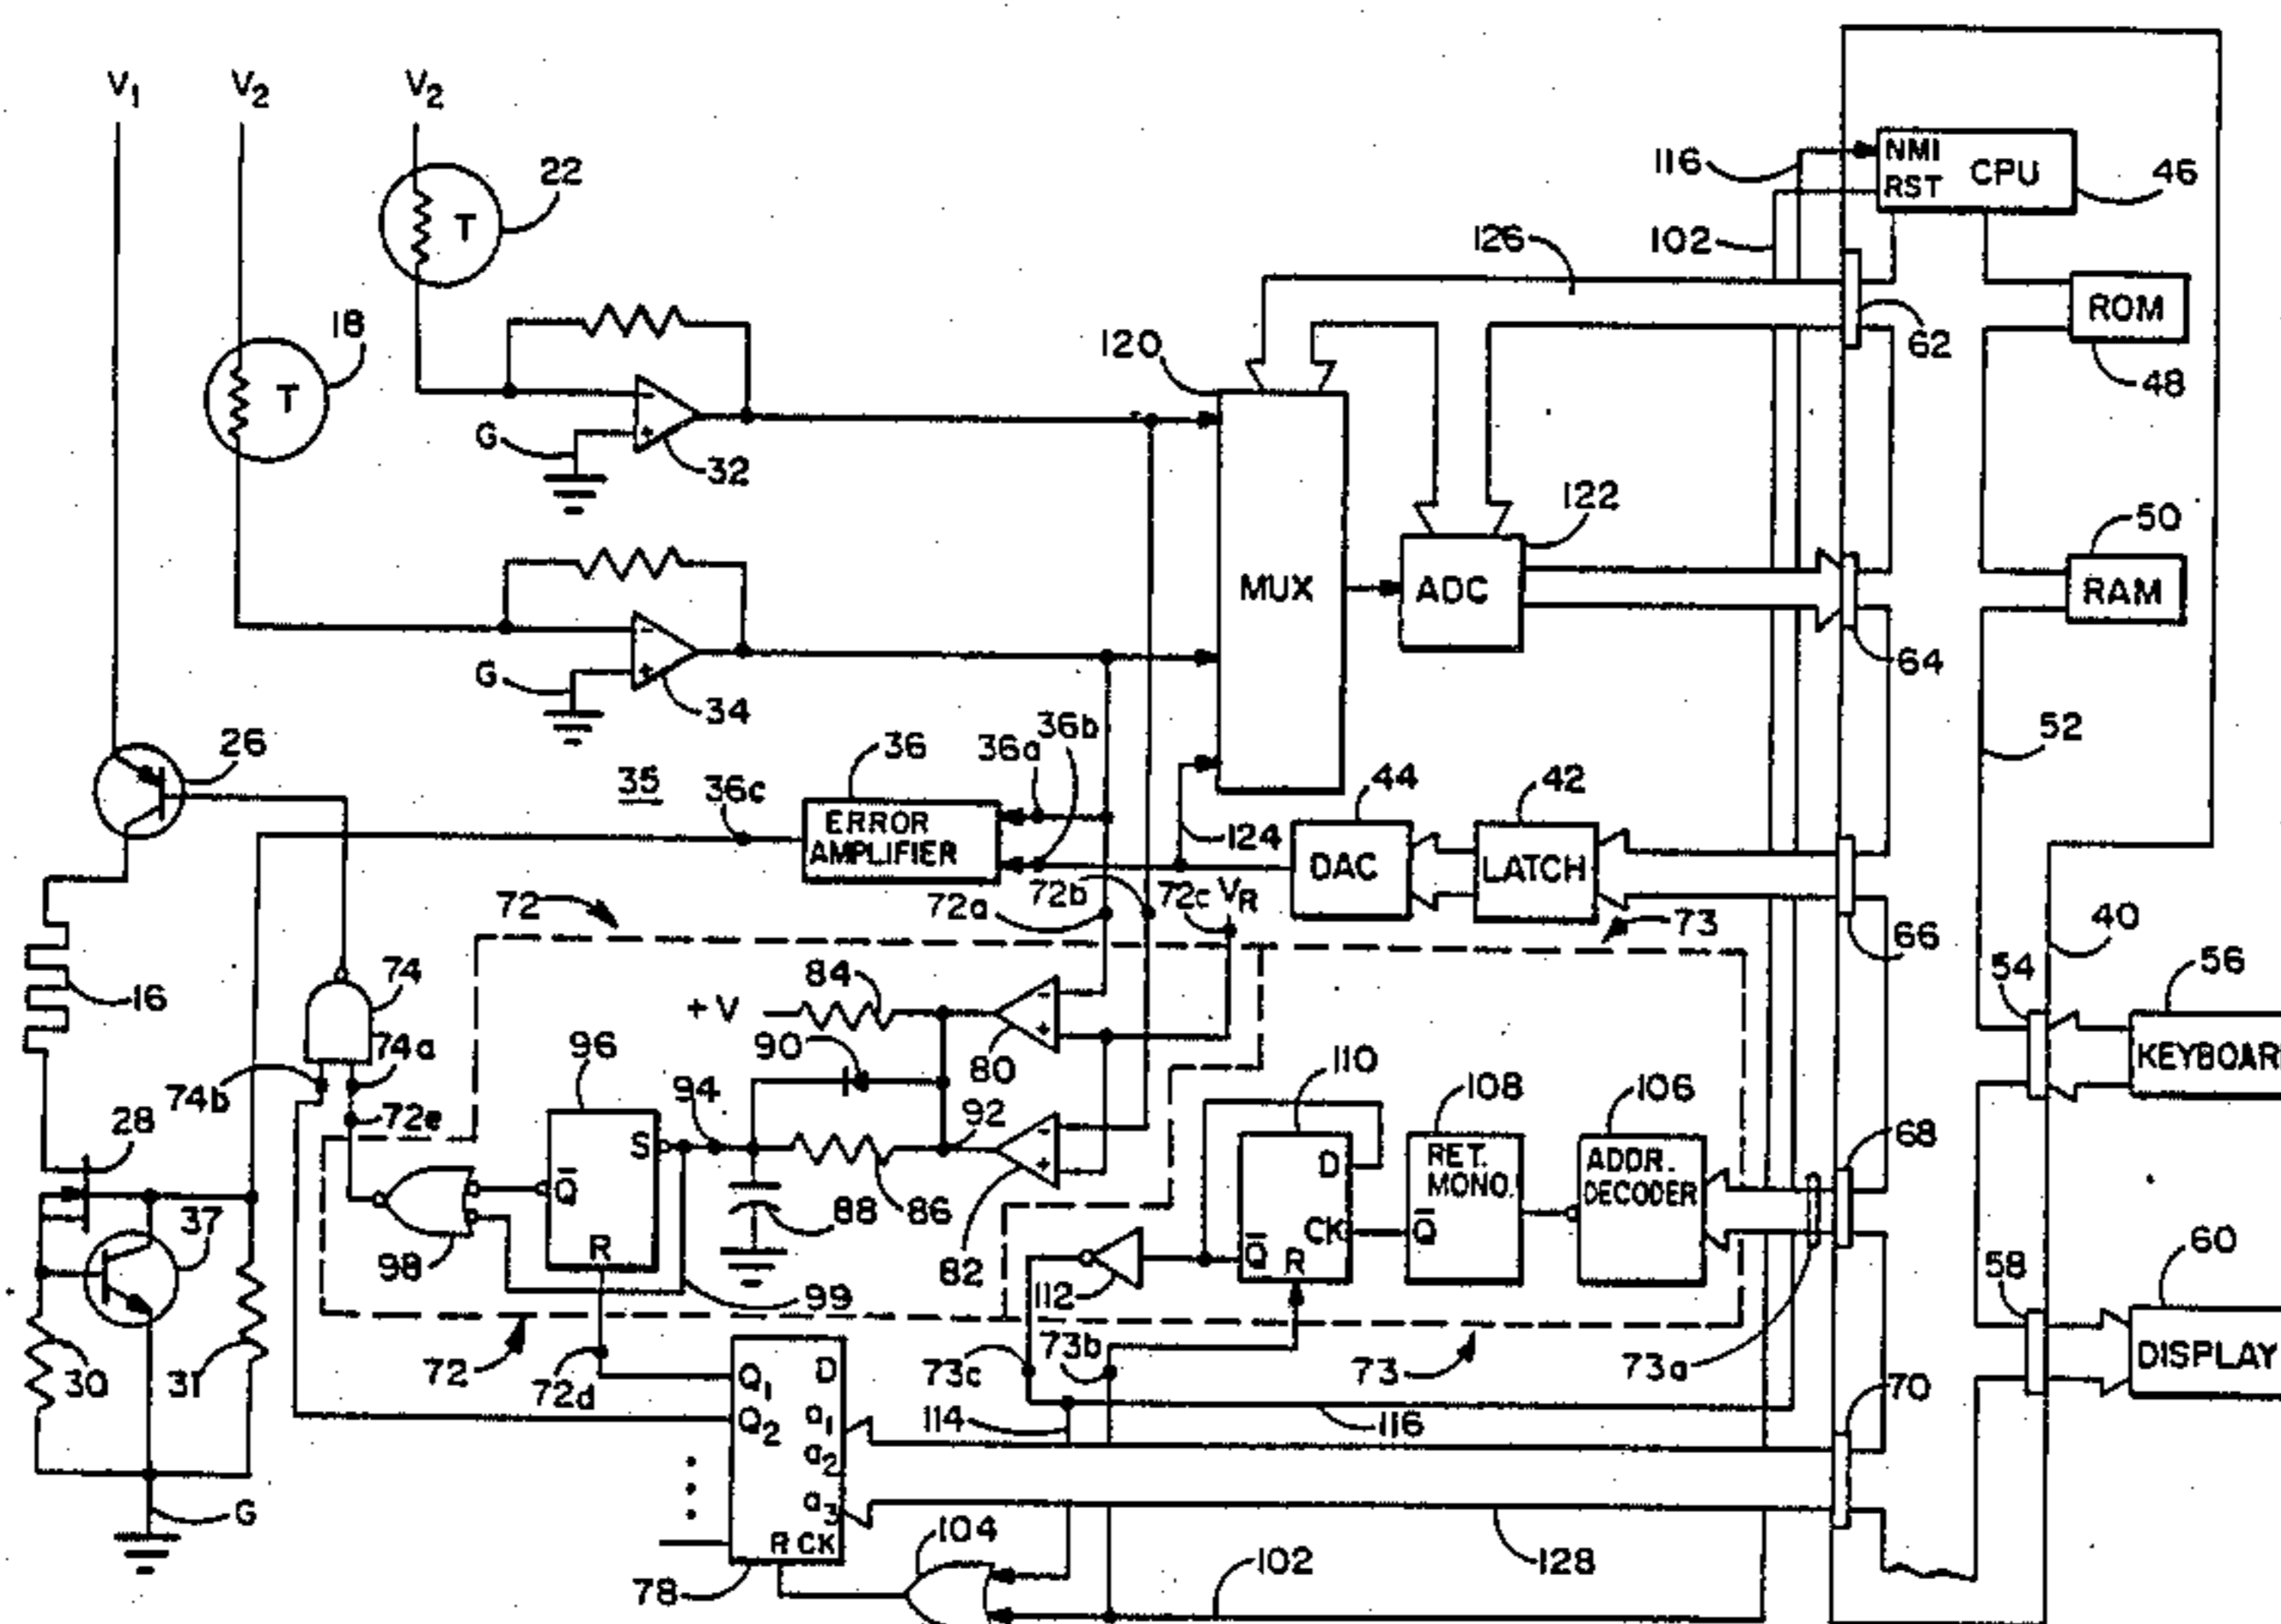 V1
V2
V2
22
T
18
T
116
NMI
CPU
RST
46
102
126
ROM
48
62
120
G
32
MUX
122
ADC
50
RAM
64
G
34
26
36
36a
36b
35
36c
ERROR
AMPLIFIER
44
DAC
42
LATCH
124
52
72
72a
72b
72c
VR
73
66
40
16
74
74a
74b
84
+V
90
80
54
56
KEYBOAR
96
94
92
110
108
106
72e
S
D
RET.
MONO.
ADDR.
DECODER
68
28
37
98
Q̅
R
88
86
82
CK
Q̅
Q̅
R
112
99
58
60
DISPLAY
30
31
72
72d
73c
73b
73
73a
Q1
D
Q2
a1
a2
a3
R CK
114
116
70
G
78
104
102
128